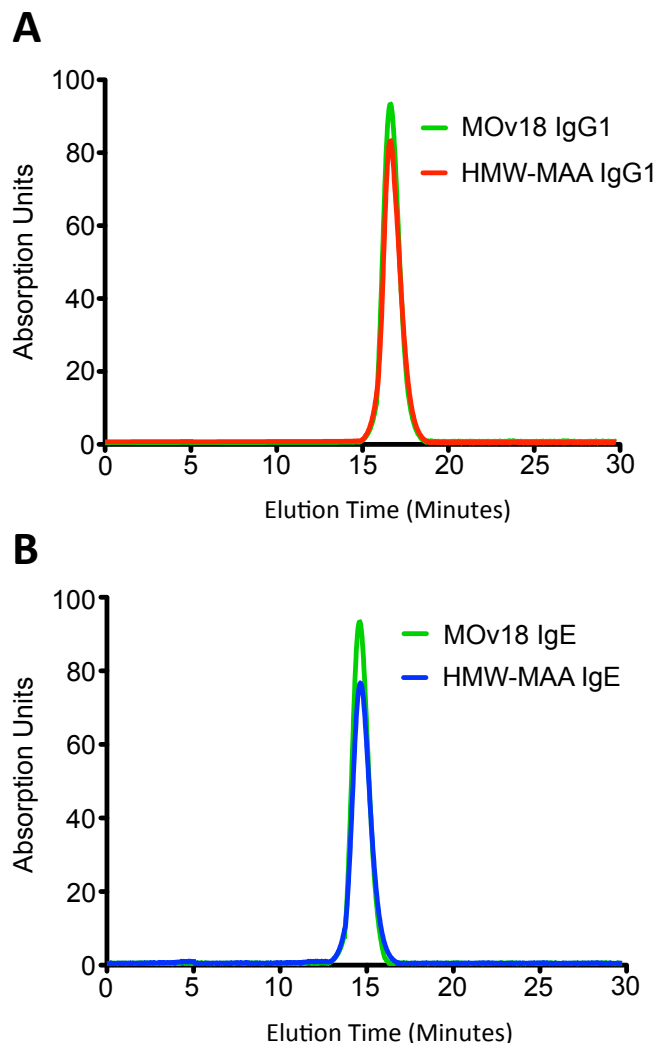 A
100
80
60
40
20
0
Absorption Units
MOv18 IgG1
HMW-MAA IgG1
0 5 10 15 20 25 30
Elution Time (Minutes)
B
100
80
60
40
20
0
Absorption Units
MOv18 IgE
HMW-MAA IgE
0 5 10 15 20 25 30
Elution Time (Minutes)